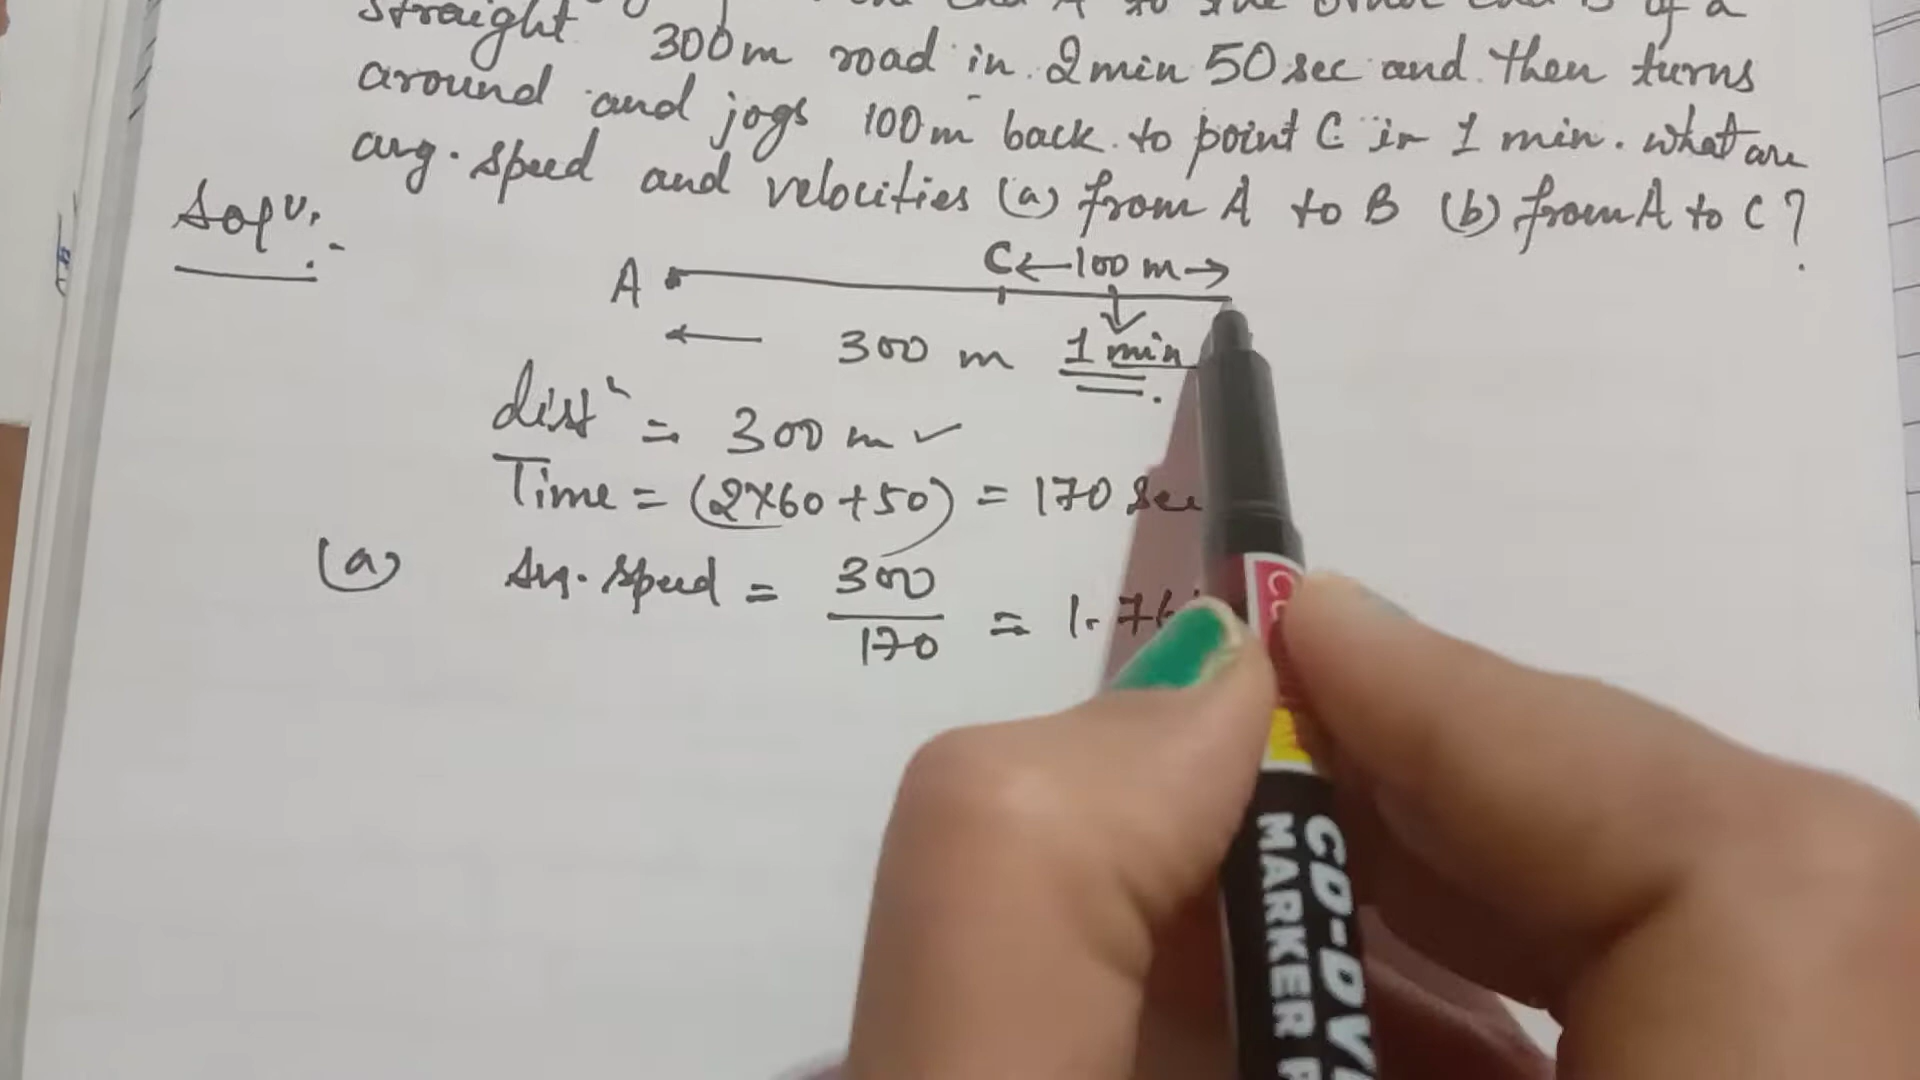 straight 300m road in 2min 50sec and then turns
around and jogs 100m back to point C in 1 min. what are
avg. speed and velocities (a) from A to B (b) from A to C?
Solⁿ:-
A C←100 m→
← 300 m 1 min
distⁿ = 300 m ✓
Time = (2×60+50) = 170 sec
(a) Av. speed = 300/170 = 1.76
CD-DV
MARKER P